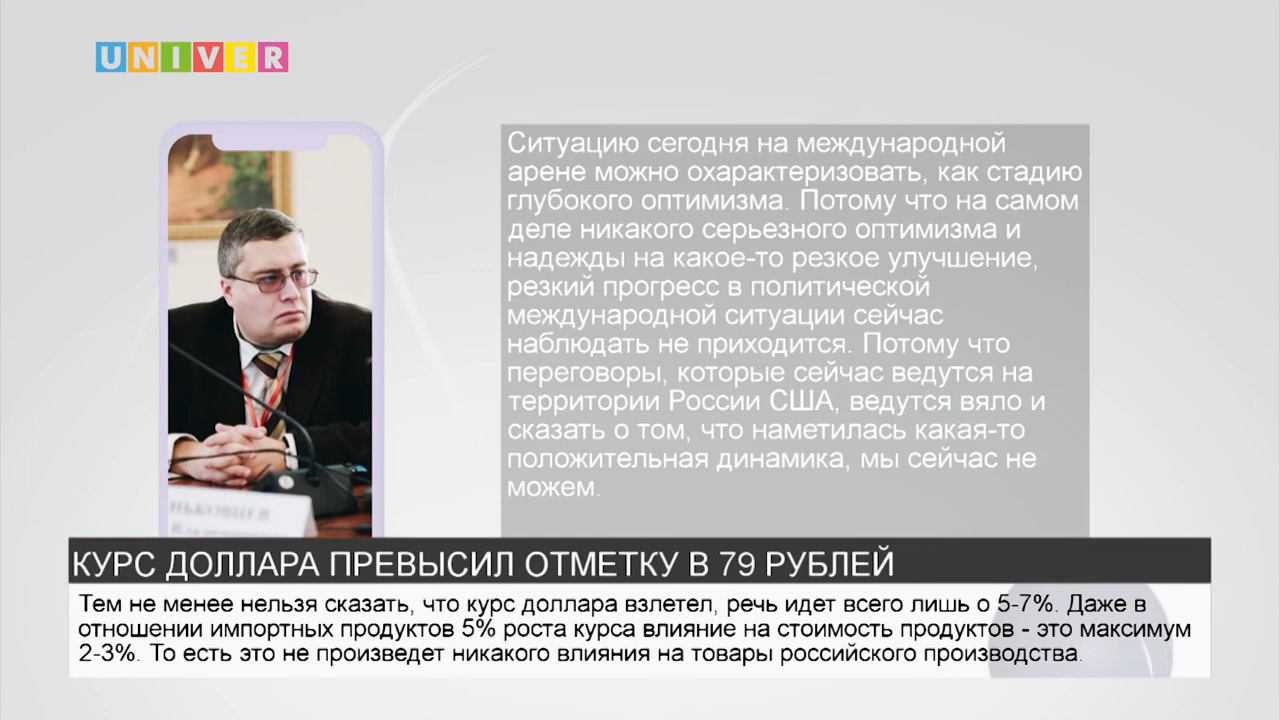 UNIVER
Ситуацию сегодня на международной
арене можно охарактеризовать, как стадию
глубокого оптимизма. Потому что на самом
деле никакого серьезного оптимизма и
надежды на какое-то резкое улучшение,
резкий прогресс в политической
международной ситуации сейчас
наблюдать не приходится. Потому что
переговоры, которые сейчас ведутся на
территории России США, ведутся вяло и
сказать о том, что наметилась какая-то
положительная динамика, мы сейчас не
можем.
КУРС ДОЛЛАРА ПРЕВЫСИЛ ОТМЕТКУ В 79 РУБЛЕЙ
Тем не менее нельзя сказать, что курс доллара взлетел, речь идет всего лишь о 5-7%. Даже в
отношении импортных продуктов 5% роста курса влияние на стоимость продуктов - это максимум
2-3%. То есть это не произведет никакого влияния на товары российского производства.